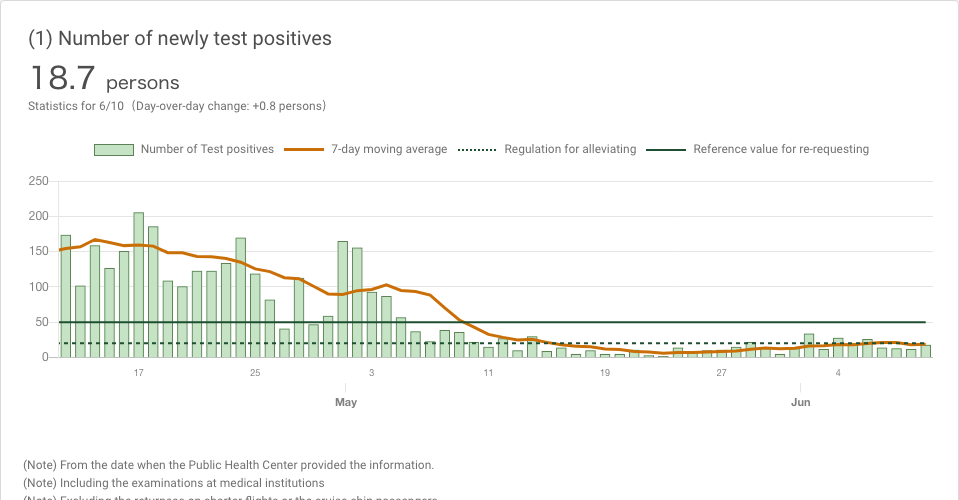 (1) Number of newly test positives
18.7 persons
Statistics for 6/10 (Day-over-day change: +0.8 persons)
Number of Test positives 7-day moving average Regulation for alleviating Reference value for re-requesting
250
200
150
100
50
0
17 25 3 11 19 27 4
May Jun
(Note) From the date when the Public Health Center provided the information.
(Note) Including the examinations at medical institutions
(Note) Excluding the returnees on charter flights or the cruise ship passengers